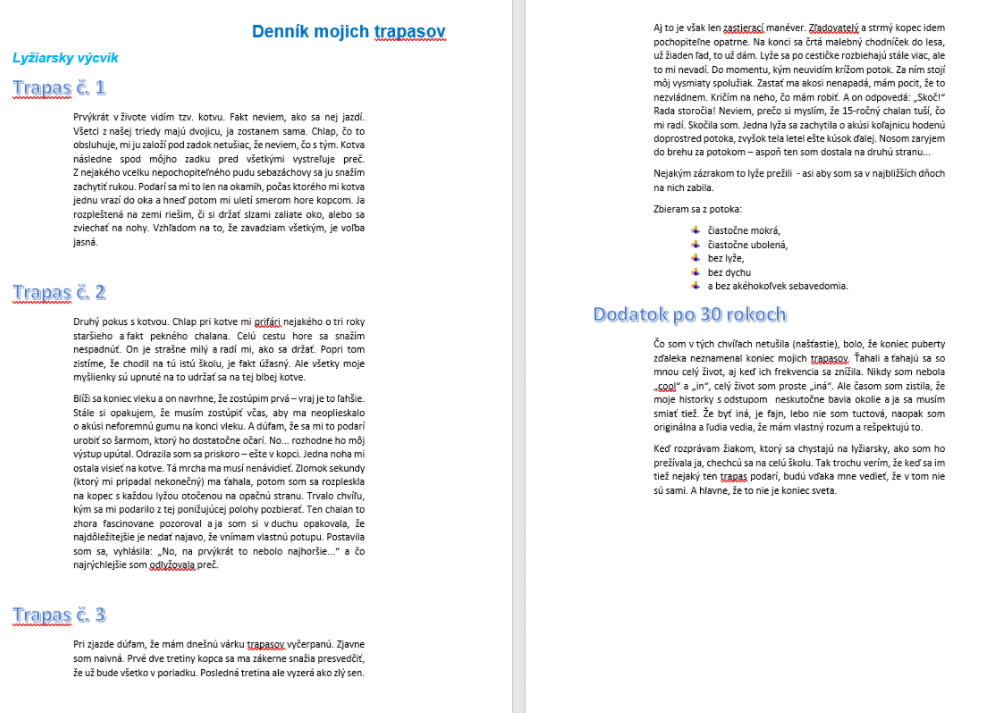 Denník mojich trapasov
Lyžiarsky výcvik
Trapas č. 1
Prvýkrát v živote vidím tzv. kotvu. Fakt neviem, ako sa nej jazdí.
Všetci z našej triedy majú dvojicu, ja zostanem sama. Chlap, čo to
obsluhuje, mi ju založí pod zadok netušiac, že neviem, čo s tým. Kotva
následne spod môjho zadku pred všetkými vystreľuje preč.
Z nejakého vcelku nepochopiteľného pudu sebazáchovy sa ju snažím
zachytiť rukou. Podarí sa mi to len na okamih, počas ktorého mi kotva
jednu vrazí do oka a hneď potom mi uletí smerom hore kopcom. Ja
rozpleštená na zemi riešim, či si držať slzami zaliate oko, alebo sa
zviechať na nohy. Vzhľadom na to, že zavadziam všetkým, je voľba
jasná.
Trapas č. 2
Druhý pokus s kotvou. Chlap pri kotve mi prifári nejakého o tri roky
staršieho a fakt pekného chalana. Celú cestu hore sa snažím
nespadnúť. On je strašne milý a radí mi, ako sa držať. Popri tom
zistíme, že chodil na tú istú školu, je fakt úžasný. Ale všetky moje
myšlienky sú upnuté na to udržať sa na tej blbej kotve.
Blíži sa koniec vleku a on navrhne, že zostúpim prvá – vraj je to ľahšie.
Stále si opakujem, že musím zostúpiť včas, aby ma neoplieskalo
o akúsi neforemnú gumu na konci vleku. A dúfam, že sa mi to podarí
urobiť so šarmom, ktorý ho dostatočne očarí. No... rozhodne ho môj
výstup upútal. Odrazila som sa priskoro – ešte v kopci. Jedna noha mi
ostala visieť na kotve. Tá mrcha ma musí nenávidieť. Zlomok sekundy
(ktorý mi pripadal nekonečný) ma ťahala, potom som sa rozpleskla
na kopec s každou lyžou otočenou na opačnú stranu. Trvalo chvíľu,
kým sa mi podarilo z tej ponižujúcej polohy pozbierať. Ten chalan to
zhora fascinovane pozoroval a ja som si v duchu opakovala, že
najdôležitejšie je nedať najavo, že vnímam vlastnú potupu. Postavila
som sa, vyhlásila: „No, na prvýkrát to nebolo najhoršie...“ a čo
najrýchlejšie som odlyžovala preč.
Trapas č. 3
Pri zjazde dúfam, že mám dnešnú várku trapasov vyčerpanú. Zjavne
som naivná. Prvé dve tretiny kopca sa ma zákerne snažia presvedčiť,
že už bude všetko v poriadku. Posledná tretina ale vyzerá ako zlý sen.
Aj to je však len zastierací manéver. Zľadovatelý a strmý kopec idem
pochopiteľne opatrne. Na konci sa črtá malebný chodníček do lesa,
už žiaden ľad, to už dám. Lyže sa po cestičke rozbiehajú stále viac, ale
to mi nevadí. Do momentu, kým neuvidím krížom potok. Za ním stojí
môj vysmiaty spolužiak. Zastať ma akosi nenapadá, mám pocit, že to
nezvládnem. Kričím na neho, čo mám robiť. A on odpovedá: „Skoč!“
Rada storočia! Neviem, prečo si myslím, že 15-ročný chalan tuší, čo
mi radí. Skočila som. Jedna lyža sa zachytila o akúsi koľajnicu hodenú
doprostred potoka, zvyšok tela letel ešte kúsok ďalej. Nosom zaryjem
do brehu za potokom – aspoň ten som dostala na druhú stranu...
Nejakým zázrakom to lyže prežili - asi aby som sa v najbližších dňoch
na nich zabila.
Zbieram sa z potoka:
čiastočne mokrá,
čiastočne ubolená,
bez lyže,
bez dychu
a bez akéhokoľvek sebavedomia.
Dodatok po 30 rokoch
Čo som v tých chvíľach netušila (našťastie), bolo, že koniec puberty
zďaleka neznamenal koniec mojich trapasov. Ťahali a ťahajú sa so
mnou celý život, aj keď ich frekvencia sa znížila. Nikdy som nebola
„cool“ a „in“, celý život som proste „iná“. Ale časom som zistila, že
moje historky s odstupom neskutočne bavia okolie a ja sa musím
smiať tiež. Že byť iná, je fajn, lebo nie som tuctová, naopak som
originálna a ľudia vedia, že mám vlastný rozum a rešpektujú to.
Keď rozprávam žiakom, ktorý sa chystajú na lyžiarsky, ako som ho
prežívala ja, chechcú sa na celú školu. Tak trochu verím, že keď sa im
tiež nejaký ten trapas podarí, budú vďaka mne vedieť, že v tom nie
sú sami. A hlavne, že to nie je koniec sveta.